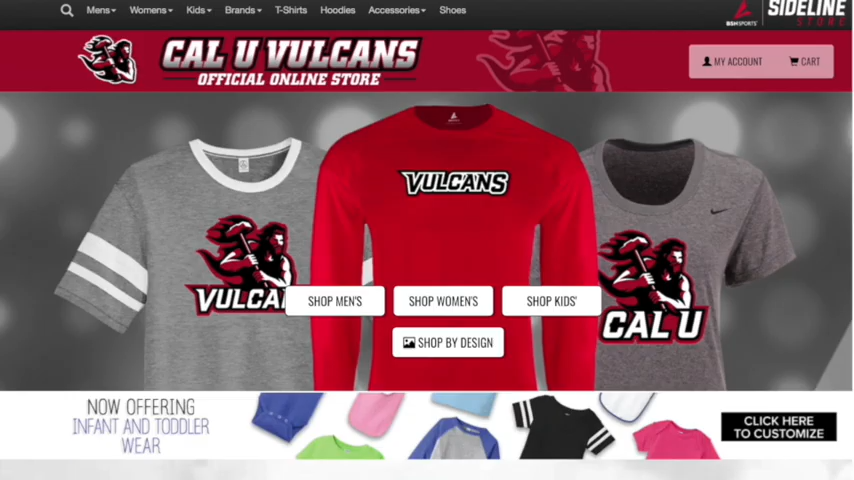 Mens Womens Kids Brands T-Shirts Hoodies Accessories Shoes
BSN SPORTS
SIDELINE
STORE
CAL U VULCANS
OFFICIAL ONLINE STORE
MY ACCOUNT
CART
VULCANS
VULCA
CAL U
SHOP MEN'S
SHOP WOMEN'S
SHOP KIDS'
SHOP BY DESIGN
NOW OFFERING
INFANT AND TODDLER
WEAR
CLICK HERE
TO CUSTOMIZE